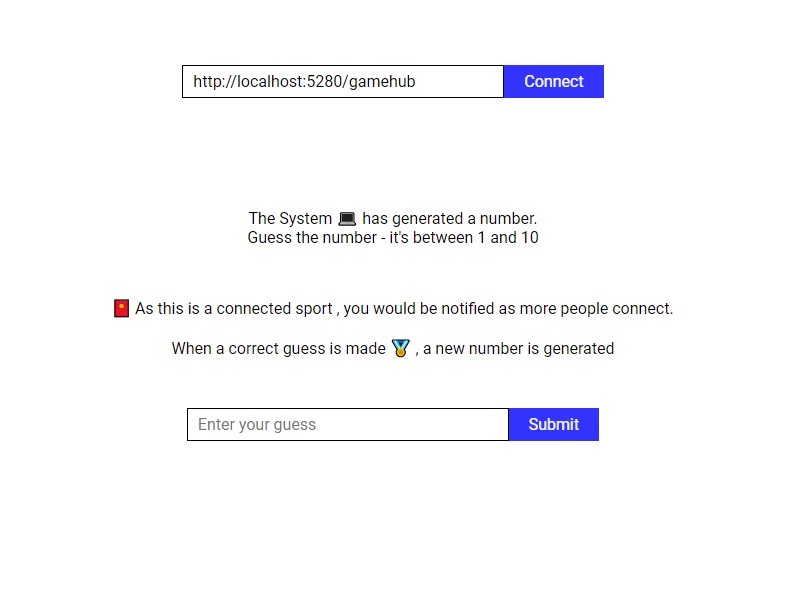 http://localhost:5280/gamehub
Connect
The System 💻 has generated a number.
Guess the number - it's between 1 and 10
🧧 As this is a connected sport , you would be notified as more people connect.
When a correct guess is made 🏅 , a new number is generated
Enter your guess
Submit